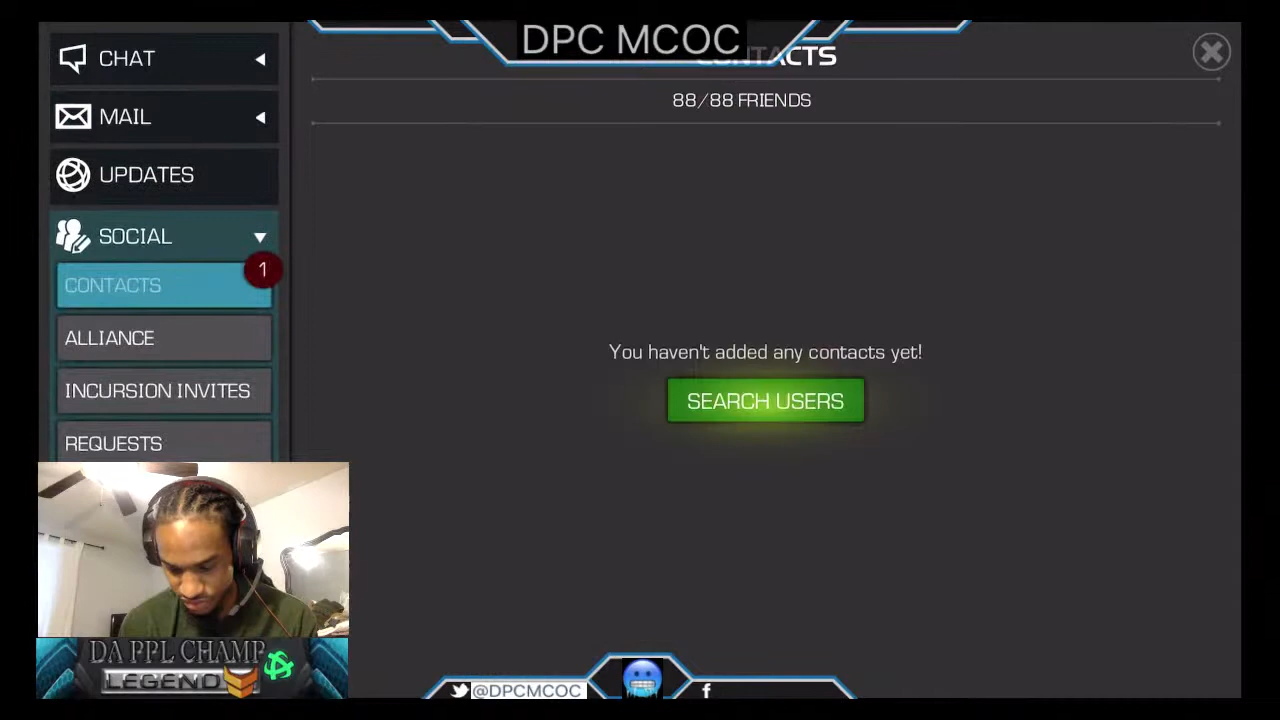 DPC MCOC
CONTACTS
88/88 FRIENDS
CHAT
MAIL
UPDATES
SOCIAL
1
CONTACTS
ALLIANCE
INCURSION INVITES
REQUESTS
You haven't added any contacts yet!
SEARCH USERS
DA PPL CHAMP
LEGEND
@DPCMCOC